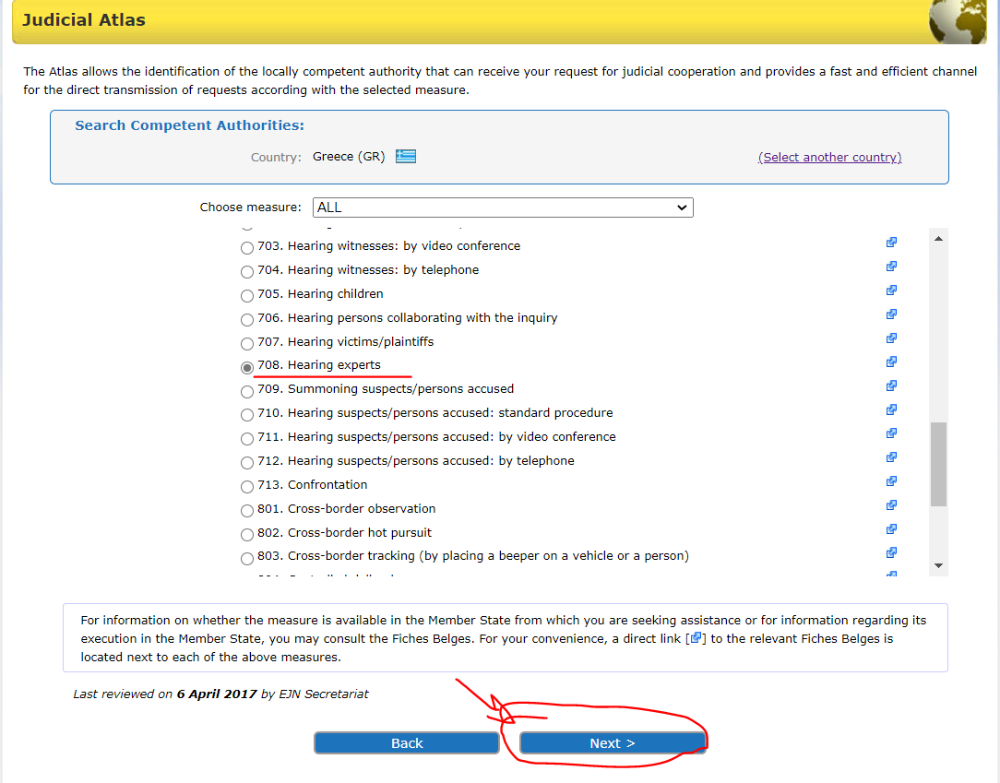 Judicial Atlas
The Atlas allows the identification of the locally competent authority that can receive your request for judicial cooperation and provides a fast and efficient channel
for the direct transmission of requests according with the selected measure.
Search Competent Authorities:
Country: Greece (GR)
(Select another country)
Choose measure: ALL
703. Hearing witnesses: by video conference
704. Hearing witnesses: by telephone
705. Hearing children
706. Hearing persons collaborating with the inquiry
707. Hearing victims/plaintiffs
708. Hearing experts
709. Summoning suspects/persons accused
710. Hearing suspects/persons accused: standard procedure
711. Hearing suspects/persons accused: by video conference
712. Hearing suspects/persons accused: by telephone
713. Confrontation
801. Cross-border observation
802. Cross-border hot pursuit
803. Cross-border tracking (by placing a beeper on a vehicle or a person)
For information on whether the measure is available in the Member State from which you are seeking assistance or for information regarding its
execution in the Member State, you may consult the Fiches Belges. For your convenience, a direct link [] to the relevant Fiches Belges is
located next to each of the above measures.
Last reviewed on 6 April 2017 by EJN Secretariat
Back
Next >